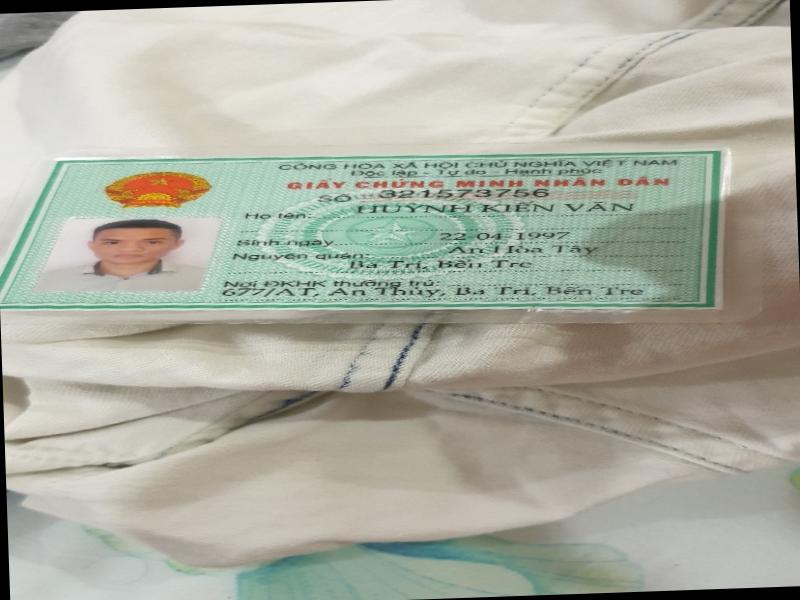 CỘNG HÒA XÃ HỘI CHỦ NGHĨA VIỆT NAM
Độc lập - Tự do - Hạnh phúc
GIẤY CHỨNG MINH NHÂN DÂN
SỐ 321573756
Họ tên: HUỲNH KIẾN VĂN
Sinh ngày 22-04-1997
Nguyên quán: An Hòa Tây
Ba Tri, Bến Tre
Nơi ĐKHK thường trú:
677/AT, An Thủy, Ba Tri, Bến Tre